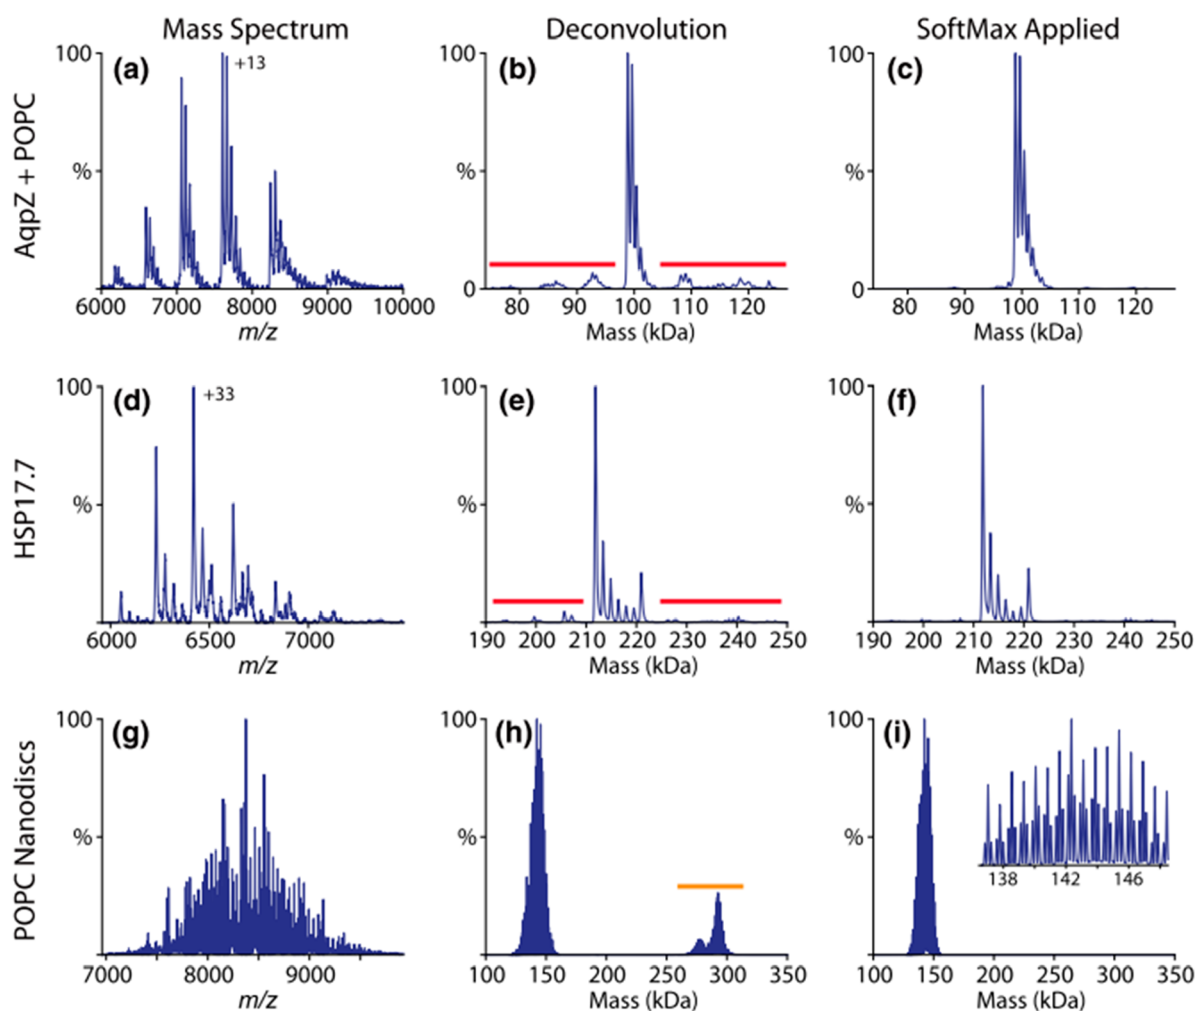 Mass Spectrum Deconvolution SoftMax Applied
AqpZ + POPC
100 (a) +13 100 (b) 100 (c)
% % %
0 0
6000 7000 8000 9000 10000 80 90 100 110 120 80 90 100 110 120
m/z Mass (kDa) Mass (kDa)
HSP17.7
100 (d) +33 100 (e) 100 (f)
% % %
6000 6500 7000 190 200 210 220 230 240 250 190 200 210 220 230 240 250
m/z Mass (kDa) Mass (kDa)
POPC Nanodiscs
100 (g) 100 (h) 100 (i)
% % %
138 142 146
7000 8000 9000 100 150 200 250 300 350 100 150 200 250 300 350
m/z Mass (kDa) Mass (kDa)